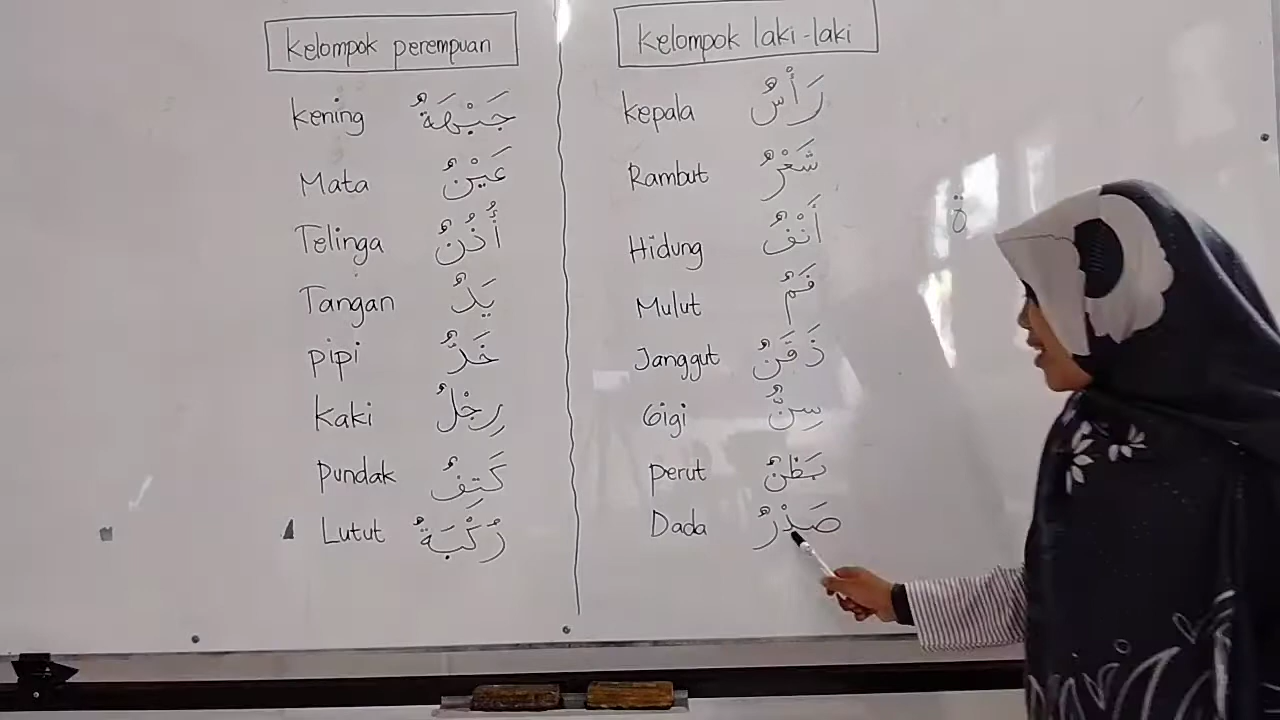 Kelompok perempuan
Kening جَبْهَةٌ
Mata عَيْنٌ
Telinga أُذُنٌ
Tangan يَدٌ
pipi خَدٌّ
Kaki رِجْلٌ
pundak كَتِفٌ
Lutut رُكْبَةٌ
Kelompok laki-laki
Kepala رَأْسٌ
Rambut شَعْرٌ
Hidung أَنْفٌ
Mulut فَمٌ
Janggut ذَقَنٌ
Gigi سِنٌّ
perut بَطْنٌ
Dada صَدْرٌ
ة